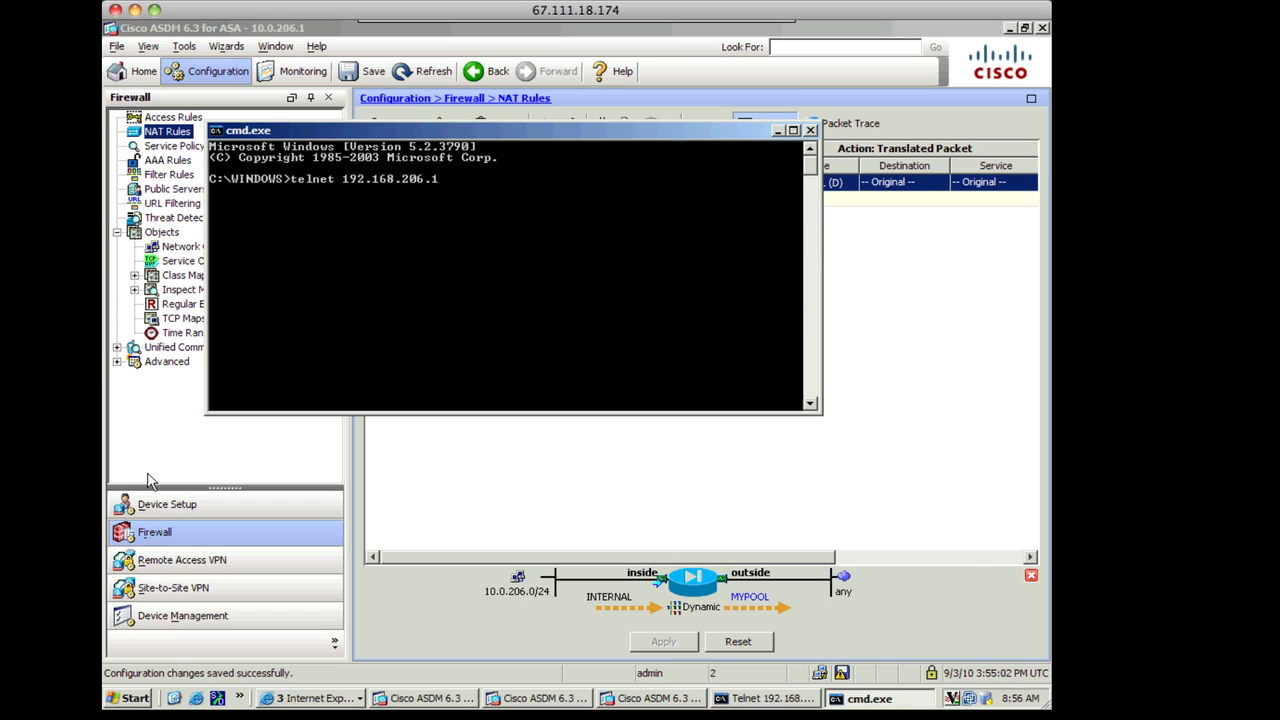 67.111.18.174
Cisco ASDM 6.3 for ASA - 10.0.206.1
File View Tools Wizards Window Help Look For: Go
Home Configuration Monitoring Save Refresh Back Forward Help
CISCO
Firewall
Configuration > Firewall > NAT Rules
Access Rules
NAT Rules
Service Policy
AAA Rules
Filter Rules
Public Servers
URL Filtering
Threat Detec
Objects
Network
Service O
Class Map
Inspect M
Regular E
TCP Maps
Time Ran
Unified Comm
Advanced
cmd.exe
Microsoft Windows [Version 5.2.3790]
(C) Copyright 1985-2003 Microsoft Corp.
C:\WINDOWS>telnet 192.168.206.1
Packet Trace
Action: Translated Packet
Destination Service
(D) -- Original -- -- Original --
Device Setup
Firewall
Remote Access VPN
Site-to-Site VPN
Device Management
inside outside
10.0.206.0/24 any
INTERNAL Dynamic MYPOOL
Apply Reset
Configuration changes saved successfully. admin 2 9/3/10 3:55:02 PM UTC
Start 3 Internet Exp... Cisco ASDM 6.3 ... Cisco ASDM 6.3 ... Cisco ASDM 6.3 ... Telnet 192.168.... cmd.exe 8:56 AM